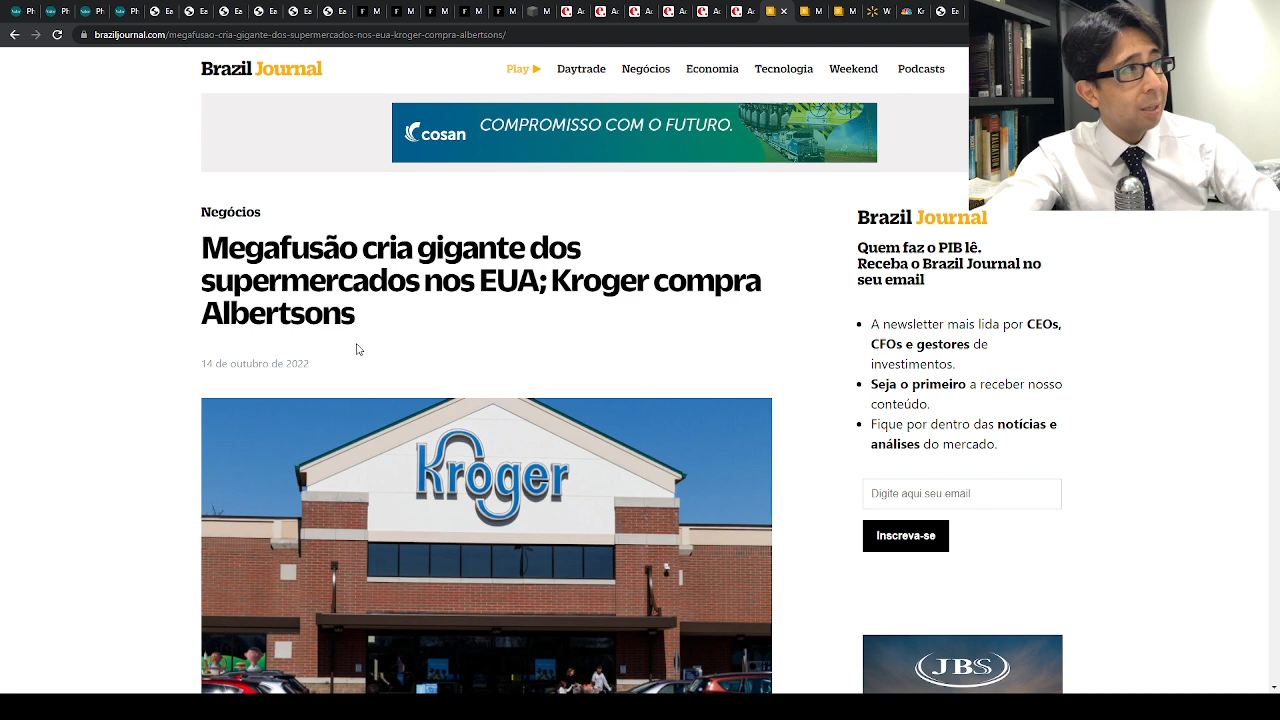 braziljournal.com/megafusao-cria-gigante-dos-supermercados-nos-eua-kroger-compra-albertsons/
Brazil Journal
Play Daytrade Negócios Economia Tecnologia Weekend Podcasts
cosan COMPROMISSO COM O FUTURO.
Negócios
Megafusão cria gigante dos
supermercados nos EUA; Kroger compra
Albertsons
14 de outubro de 2022
Kroger
Brazil Journal
Quem faz o PIB lê.
Receba o Brazil Journal no
seu email
A newsletter mais lida por CEOs,
CFOs e gestores de
investimentos.
Seja o primeiro a receber nosso
conteúdo.
Fique por dentro das notícias e
análises do mercado.
Digite aqui seu email
Inscreva-se
JBS